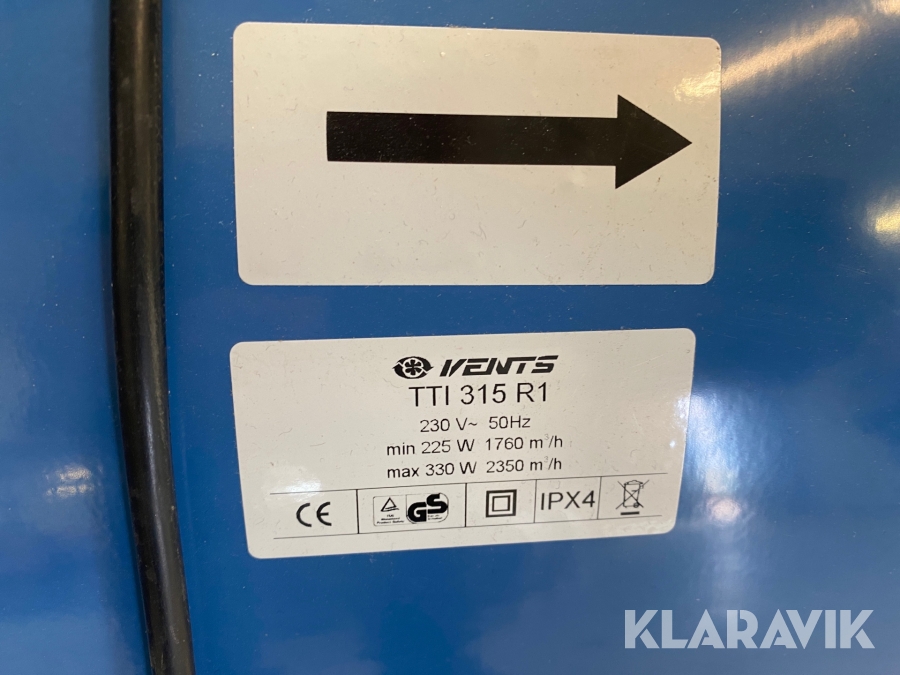 VENTS
TTI 315 R1
230 V~ 50Hz
min 225 W 1760 m³/h
max 330 W 2350 m³/h
CE
GS
IPX4
KLARAVIK